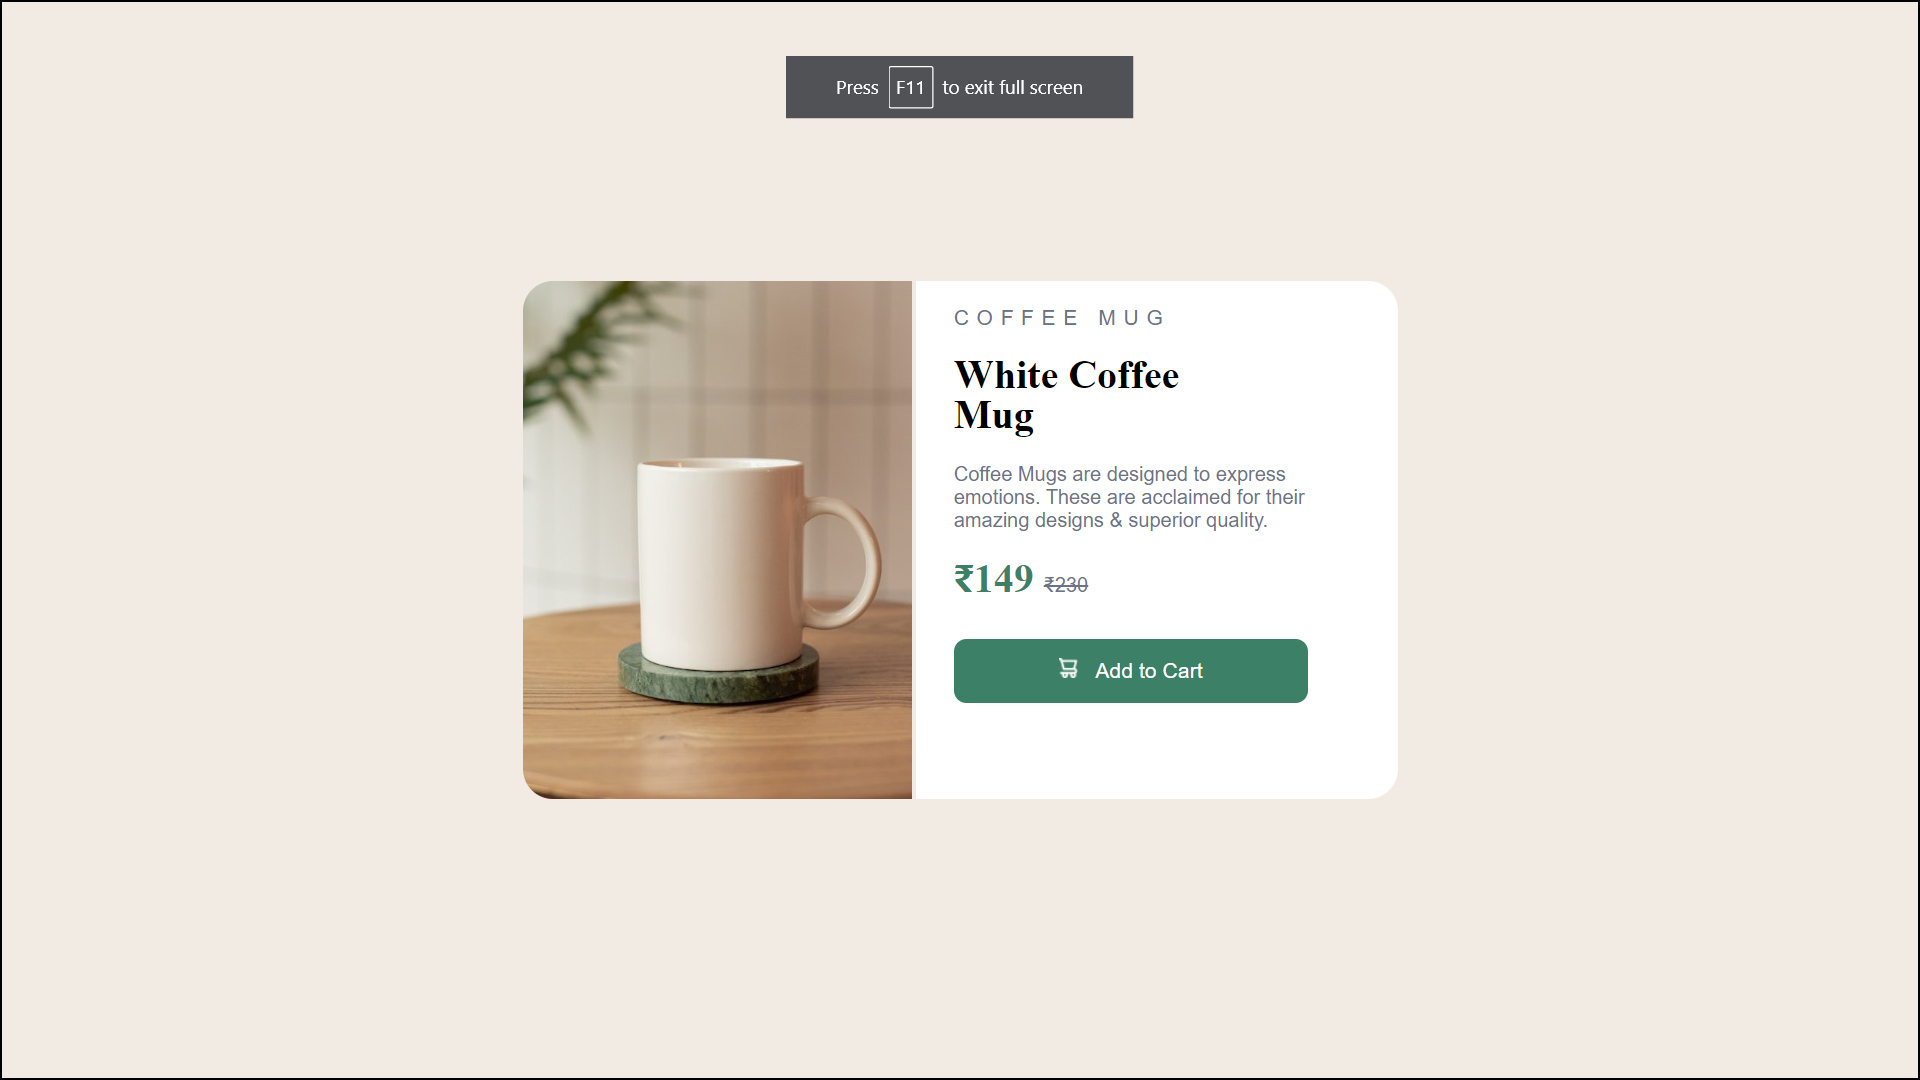 Press F11 to exit full screen
COFFEE MUG
White Coffee
Mug
Coffee Mugs are designed to express
emotions. These are acclaimed for their
amazing designs & superior quality.
₹149 ₹230
Add to Cart